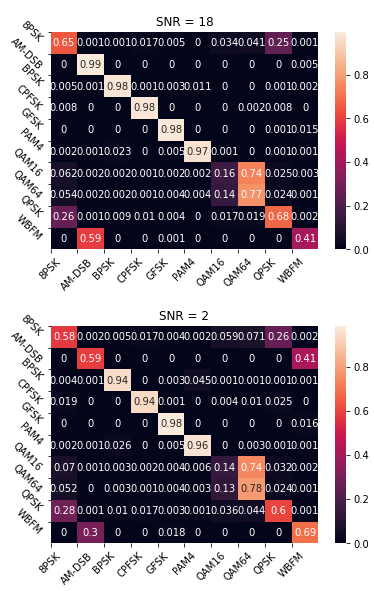 SNR = 18
8PSK 0.65 0.001 0.001 0.017 0.005 0 0.034 0.041 0.25 0.001
AM-DSB 0 0.99 0 0 0 0 0 0 0 0.005
BPSK 0.005 0.001 0.98 0.001 0.003 0.011 0 0 0.001 0.002
CPFSK 0.008 0 0 0.98 0 0 0.002 0.008 0
GFSK 0 0 0 0 0.98 0 0 0 0.001 0.015
PAM4 0.002 0.001 0.023 0 0.005 0.97 0.001 0 0.001 0.001
QAM16 0.062 0.002 0.002 0.001 0.002 0.002 0.16 0.74 0.025 0.003
QAM64 0.054 0.002 0.002 0.001 0.004 0.004 0.14 0.77 0.024 0.001
QPSK 0.26 0.001 0.009 0.01 0.004 0 0.017 0.019 0.68 0.002
WBFM 0 0.59 0 0 0.001 0 0 0 0 0.41
8PSK AM-DSB BPSK CPFSK GFSK PAM4 QAM16 QAM64 QPSK WBFM
0.8
0.6
0.4
0.2
0.0
SNR = 2
8PSK 0.58 0.002 0.005 0.017 0.004 0.002 0.059 0.071 0.26 0.002
AM-DSB 0 0.59 0 0 0 0 0 0 0 0.41
BPSK 0.004 0.001 0.94 0 0.003 0.045 0.001 0.001 0.001 0.001
CPFSK 0.019 0 0 0.94 0.001 0 0.004 0.01 0.025 0
GFSK 0 0 0 0 0.98 0 0 0 0 0.016
PAM4 0.002 0.001 0.026 0 0.005 0.96 0 0.003 0.001 0.001
QAM16 0.07 0.001 0.003 0.002 0.004 0.006 0.14 0.74 0.032 0.002
QAM64 0.052 0 0.003 0.001 0.004 0.003 0.13 0.78 0.024 0.001
QPSK 0.28 0.001 0.01 0.017 0.003 0.001 0.036 0.044 0.6 0.001
WBFM 0 0.3 0 0 0.018 0 0 0 0 0.69
8PSK AM-DSB BPSK CPFSK GFSK PAM4 QAM16 QAM64 QPSK WBFM
0.8
0.6
0.4
0.2
0.0